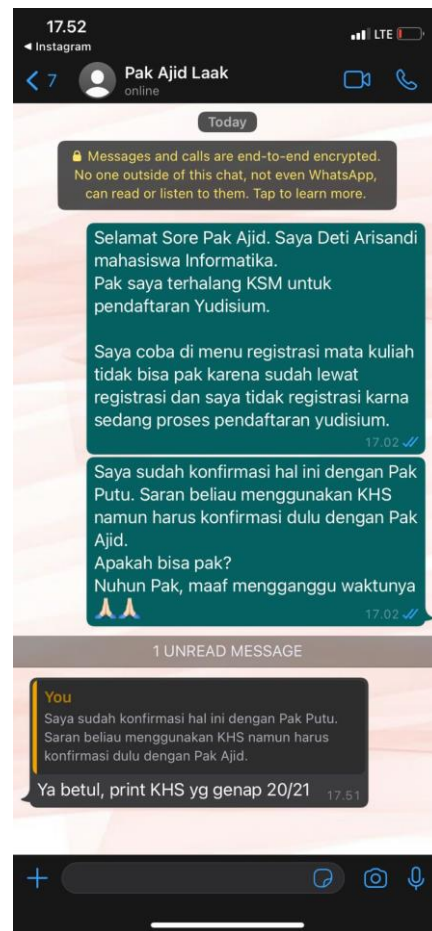 17.52
LTE
◄ Instagram
7
Pak Ajid Laak
online
Today
Messages and calls are end-to-end encrypted.
No one outside of this chat, not even WhatsApp,
can read or listen to them. Tap to learn more.
Selamat Sore Pak Ajid. Saya Deti Arisandi
mahasiswa Informatika.
Pak saya terhalang KSM untuk
pendaftaran Yudisium.
Saya coba di menu registrasi mata kuliah
tidak bisa pak karena sudah lewat
registrasi dan saya tidak registrasi karna
sedang proses pendaftaran yudisium.
17.02
Saya sudah konfirmasi hal ini dengan Pak
Putu. Saran beliau menggunakan KHS
namun harus konfirmasi dulu dengan Pak
Ajid.
Apakah bisa pak?
Nuhun Pak, maaf mengganggu waktunya
🙏🏻🙏🏻
17.02
1 UNREAD MESSAGE
You
Saya sudah konfirmasi hal ini dengan Pak Putu.
Saran beliau menggunakan KHS namun harus
konfirmasi dulu dengan Pak Ajid.
Ya betul, print KHS yg genap 20/21
17.51